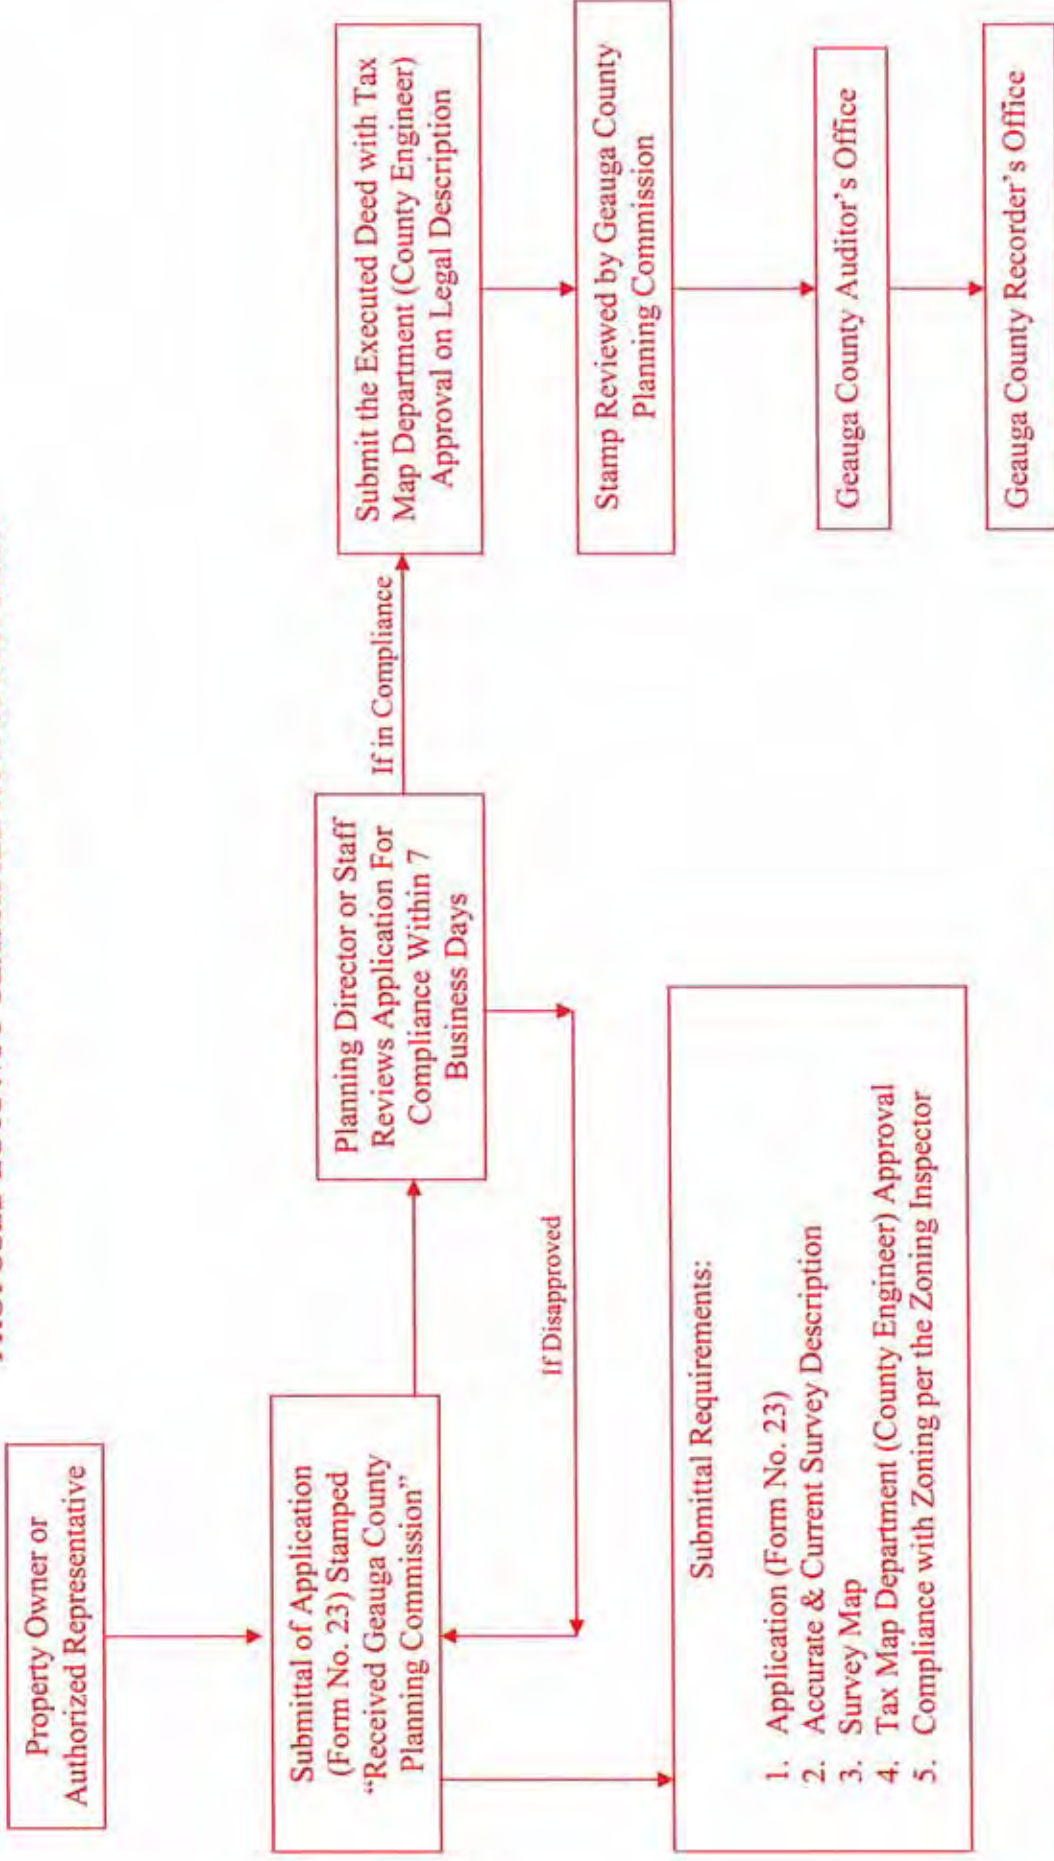 Property Owner or
Authorized Representative
Submittal of Application
(Form No. 23) Stamped
“Received Geauga County
Planning Commission”
Planning Director or Staff
Reviews Application For
Compliance Within 7
Business Days
If in Compliance
If Disapproved
Submit the Executed Deed with Tax
Map Department (County Engineer)
Approval on Legal Description
Stamp Reviewed by Geauga County
Planning Commission
Geauga County Auditor's Office
Geauga County Recorder's Office
Submittal Requirements:
1. Application (Form No. 23)
2. Accurate & Current Survey Description
3. Survey Map
4. Tax Map Department (County Engineer) Approval
5. Compliance with Zoning per the Zoning Inspector